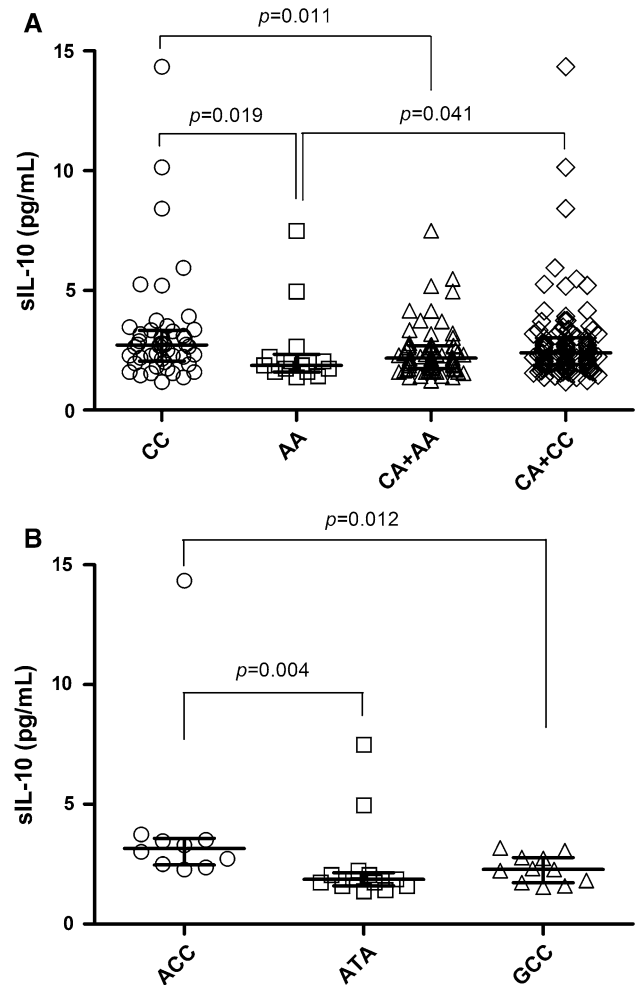 A
p=0.011
15
p=0.019
p=0.041
10
sIL-10 (pg/mL)
5
0
CC
AA
CA+AA
CA+CC
B
p=0.012
15
p=0.004
10
sIL-10 (pg/mL)
5
0
ACC
ATA
GCC